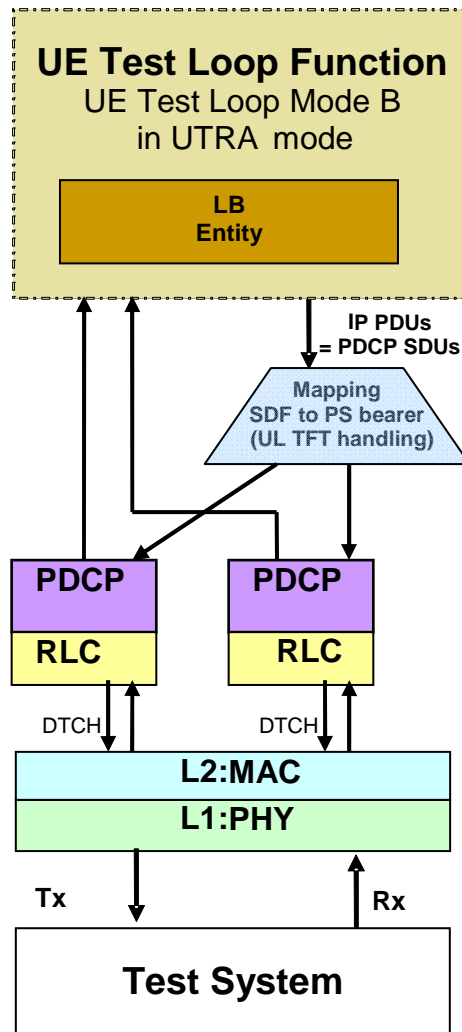 UE Test Loop Function
UE Test Loop Mode B
in UTRA mode
LB
Entity
IP PDUs
= PDCP SDUs
Mapping
SDF to PS bearer
(UL TFT handling)
PDCP
PDCP
RLC
RLC
DTCH
DTCH
L2:MAC
L1:PHY
Tx
Rx
Test System